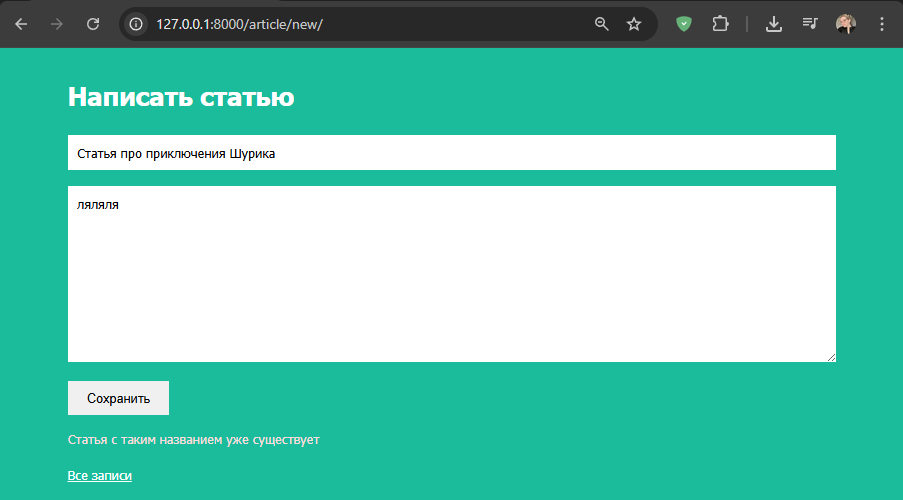 127.0.0.1:8000/article/new/
Написать статью
Статья про приключения Шурика
ляляля
Сохранить
Статья с таким названием уже существует
Все записи